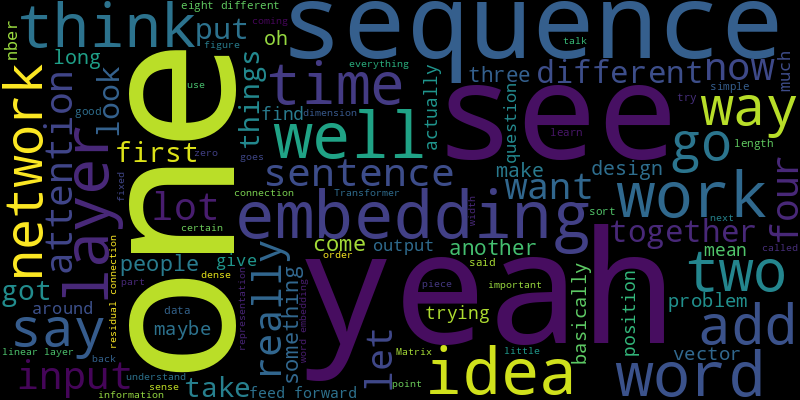 eight different
coming
think
put
figure
oh
sequence
talk
nber
long
look
network
attention
layer
one
use
things
time
everything
three
different
now
much
find
dimension
actually
question
simple
try
way
good
first
zero
well
see
learn
go
length
goes
sentence
make
design
fixed
lot
connection
Transformer
want
work
four
certain
embedding
width
sort
next
together
called
come
output
another
mean
order
said
people
give
dense
really
something
representation
word embedding
yeah
piece
important
basically
position
two
problem
got
part
around
data
maybe
say
residual connection
trying
Matrix
little
let
idea
add
vector
word
linear layer
back
input
understand
sense
information
take
feed forward
point